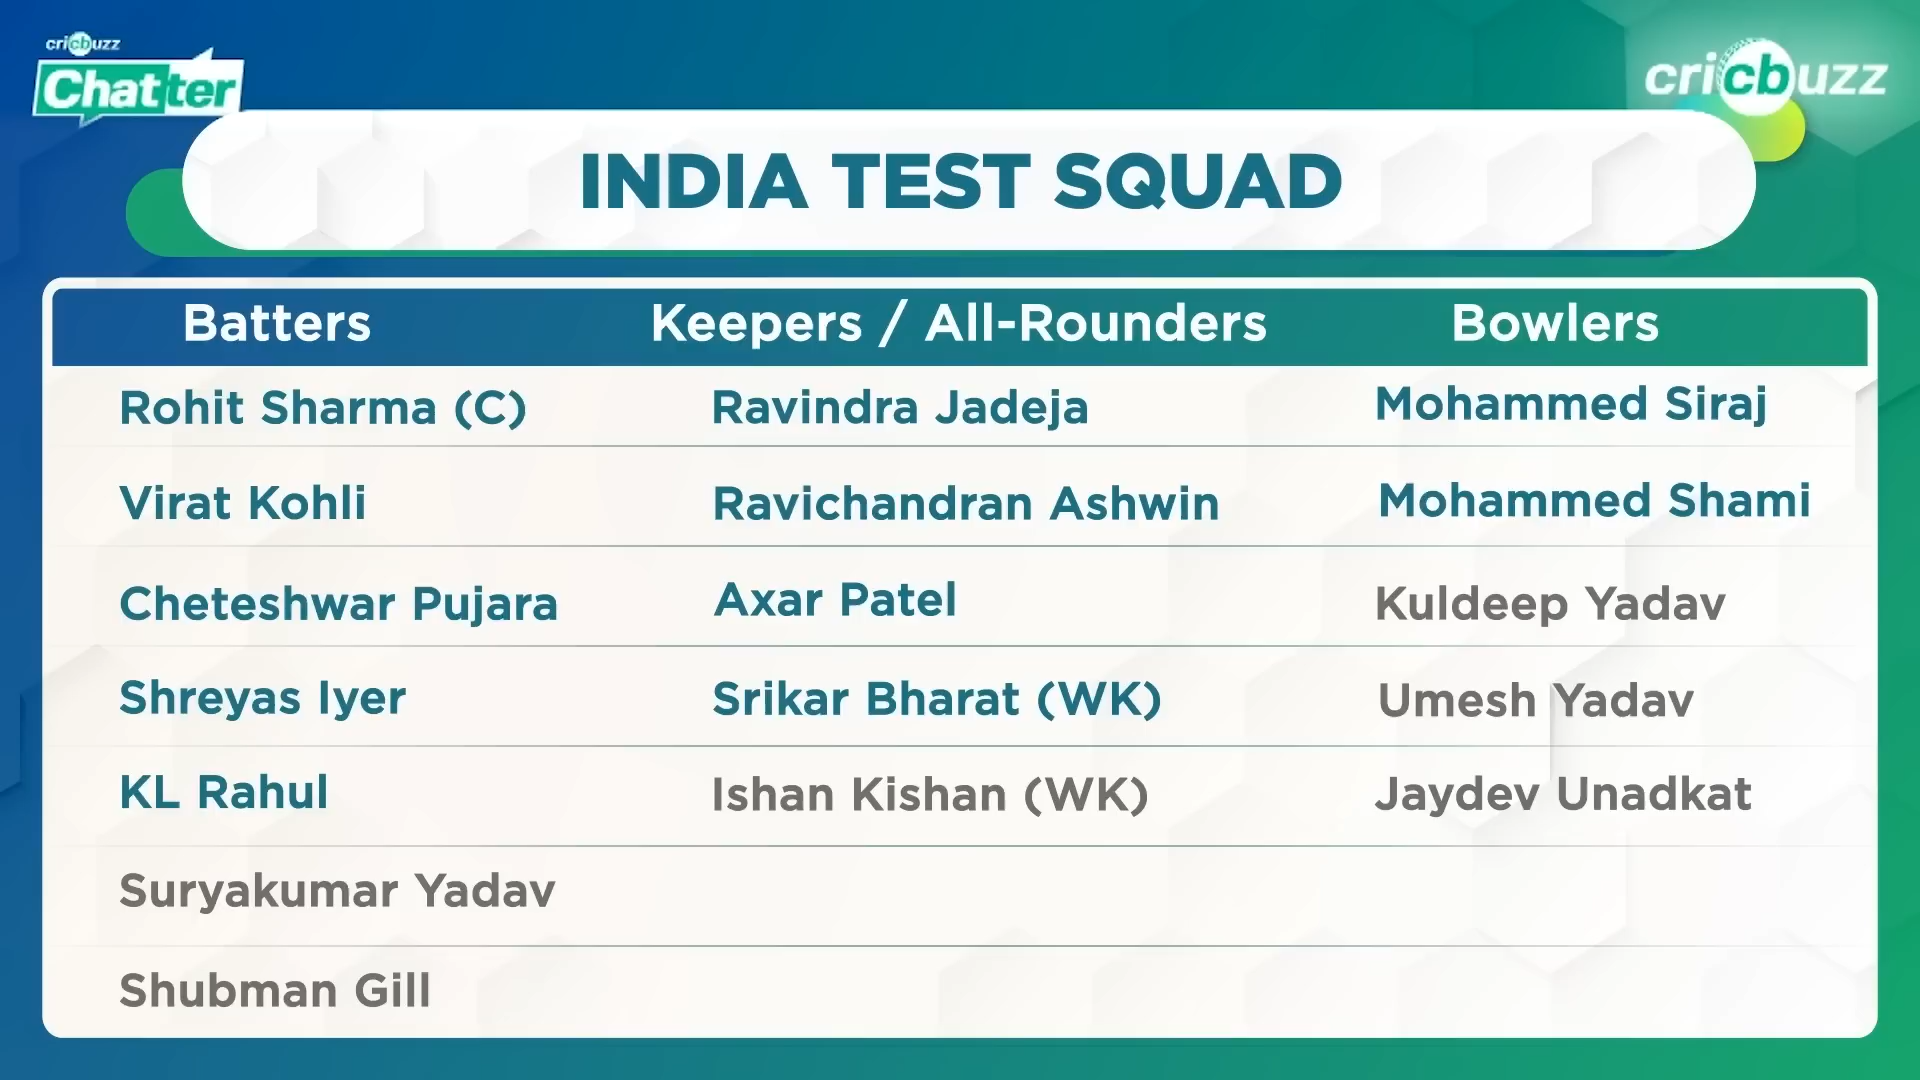 cricbuzz
Chatter
cricbuzz
INDIA TEST SQUAD
Batters Keepers / All-Rounders Bowlers
Rohit Sharma (C) Ravindra Jadeja Mohammed Siraj
Virat Kohli Ravichandran Ashwin Mohammed Shami
Cheteshwar Pujara Axar Patel Kuldeep Yadav
Shreyas Iyer Srikar Bharat (WK) Umesh Yadav
KL Rahul Ishan Kishan (WK) Jaydev Unadkat
Suryakumar Yadav
Shubman Gill